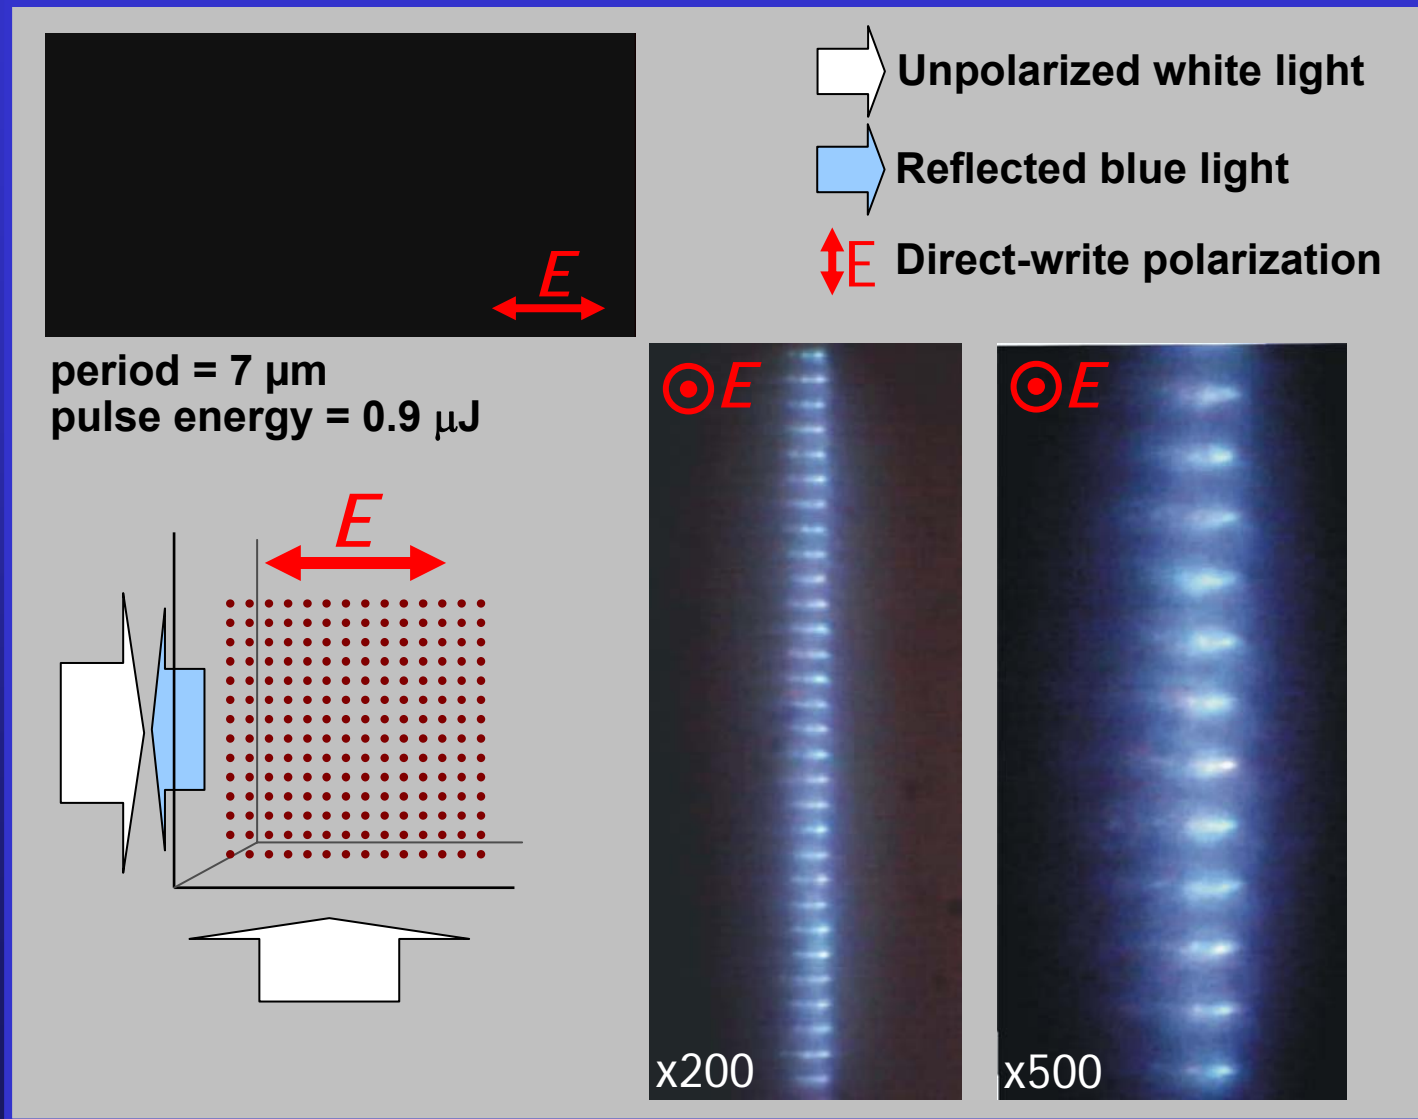 Unpolarized white light
Reflected blue light
E Direct-write polarization
E
period = 7 µm
pulse energy = 0.9 µJ
E
E
x200
E
x500